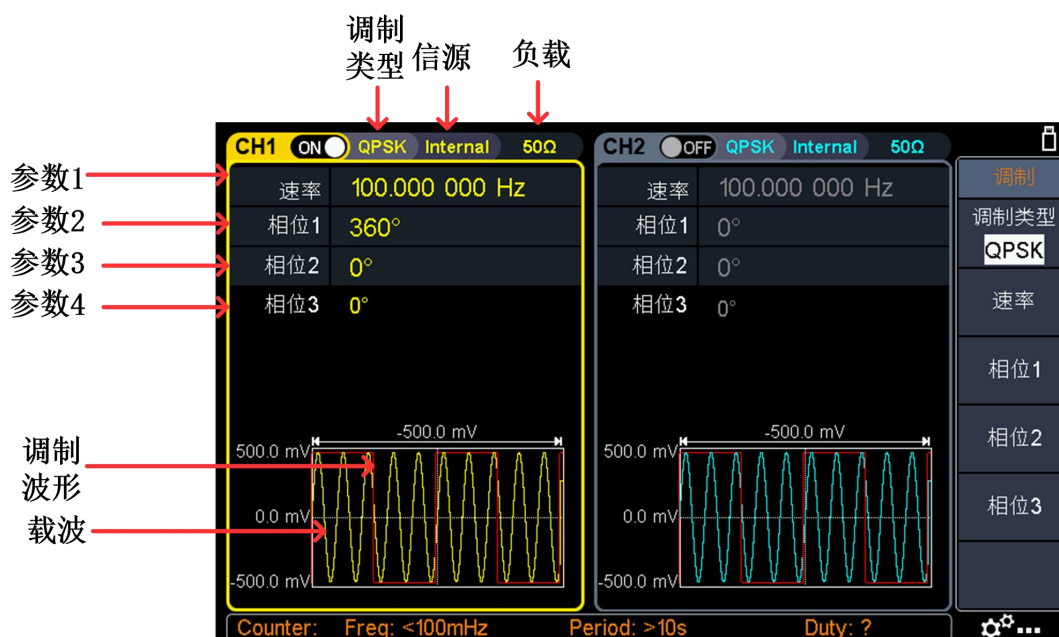 调制
类型
信源
负载
CH1 ON QPSK Internal 50Ω
CH2 OFF QPSK Internal 50Ω
参数1
参数2
参数3
参数4
速率 100.000 000 Hz
相位1 360°
相位2 0°
相位3 0°
速率 100.000 000 Hz
相位1 0°
相位2 0°
相位3 0°
调制
调制类型
QPSK
速率
相位1
相位2
相位3
调制
波形
载波
-500.0 mV
500.0 mV
0.0 mV
-500.0 mV
-500.0 mV
500.0 mV
0.0 mV
-500.0 mV
Counter: Freq: <100mHz Period: >10s Duty: ?